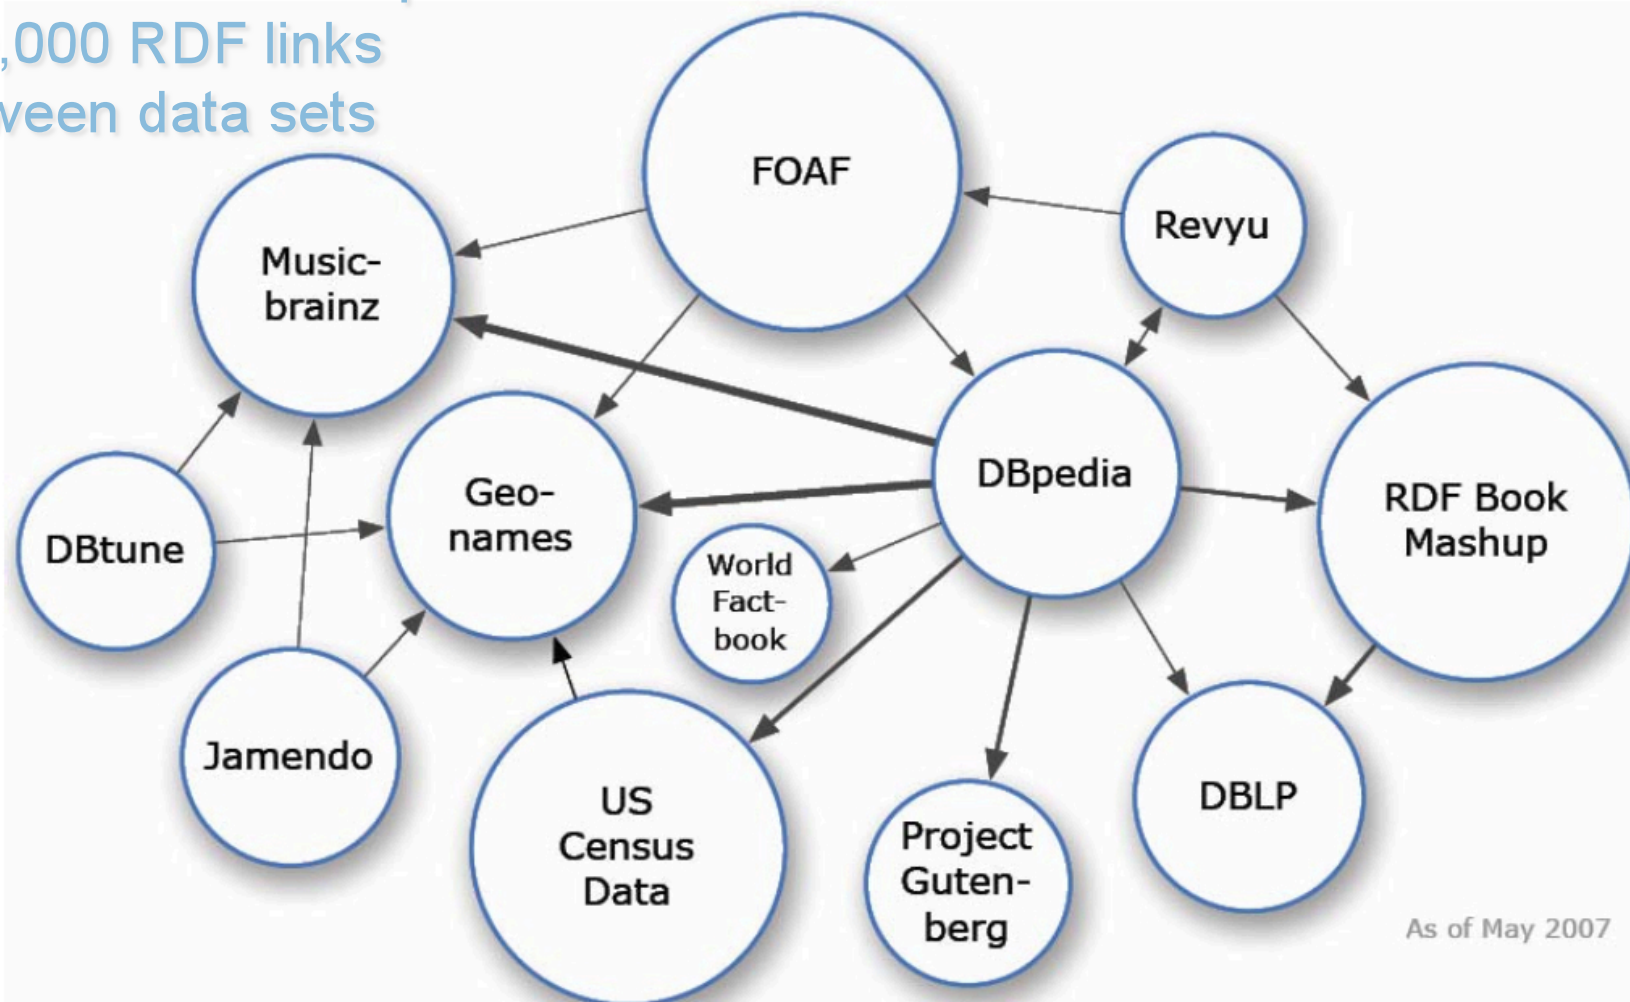 ,000 RDF links
veen data sets
FOAF
Revyu
Music-
brainz
DBpedia
Geo-
names
RDF Book
Mashup
DBtune
World
Fact-
book
Jamendo
US
Census
Data
DBLP
Project
Guten-
berg
As of May 2007